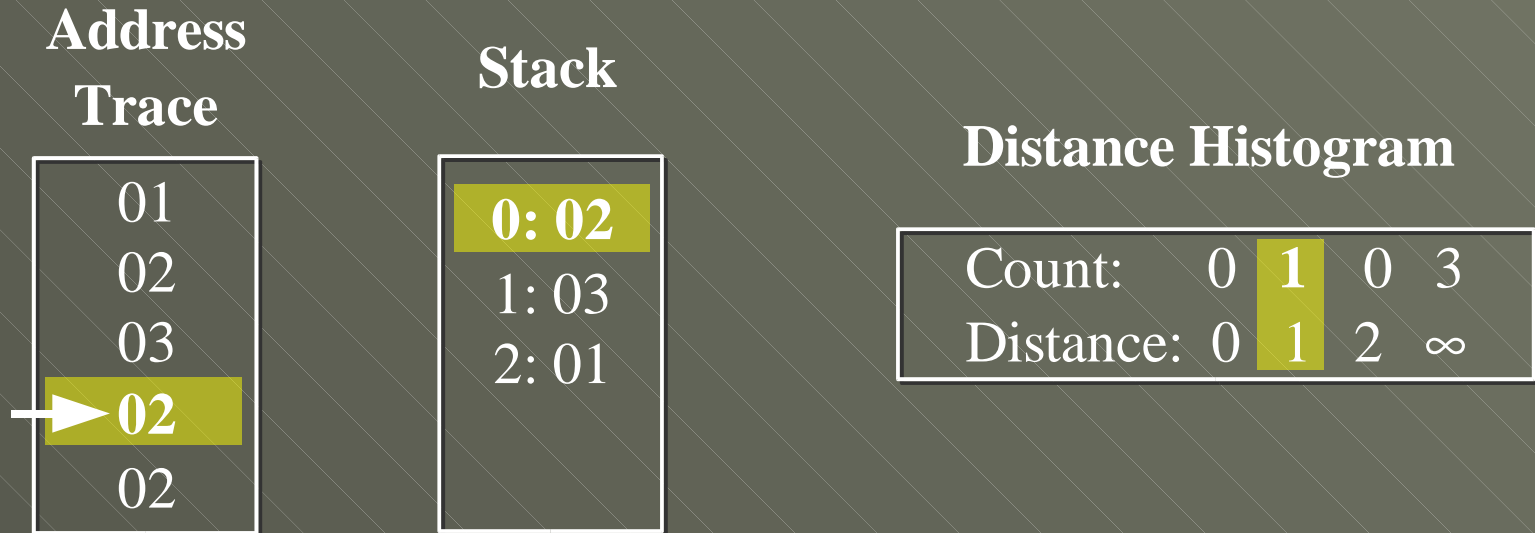 Address
Trace
01
02
03
02
02
Stack
0: 02
1: 03
2: 01
Distance Histogram
Count: 0 1 0 3
Distance: 0 1 2 ∞